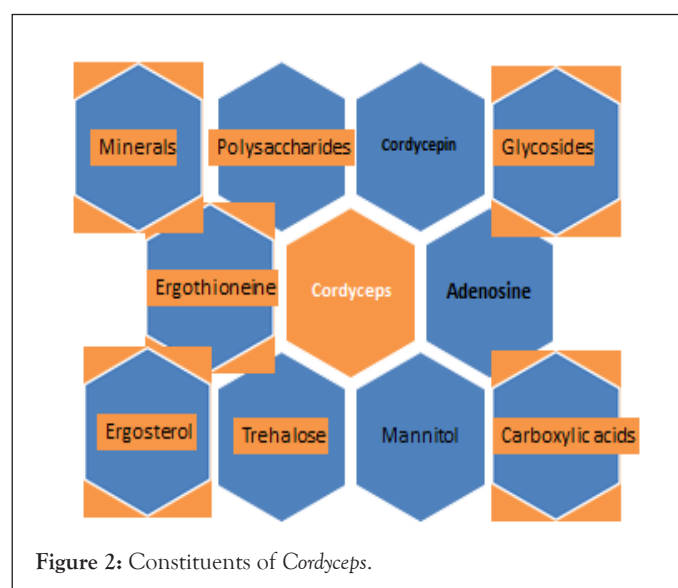 Minerals
Polysaccharides
Cordycepin
Glycosides
Ergothioneine
Cordyceps
Adenosine
Ergosterol
Trehalose
Mannitol
Carboxylic acids
Figure 2: Constituents of Cordyceps.